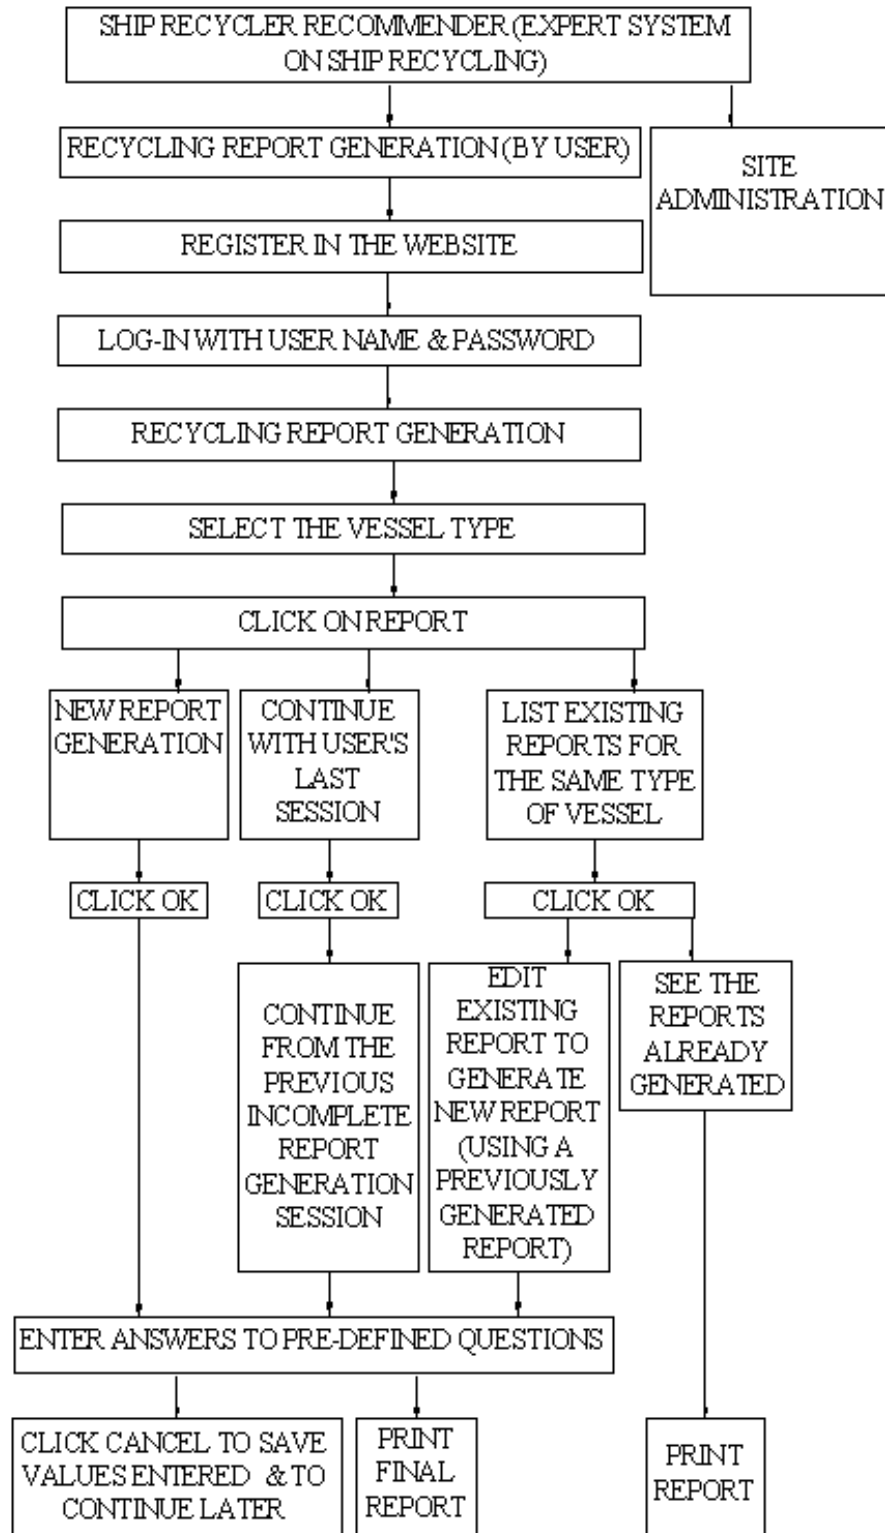 SHIP RECYCLER RECOMMENDER (EXPERT SYSTEM
ON SHIP RECYCLING)
RECYCLING REPORT GENERATION (BY USER)
SITE
ADMINISTRATION
REGISTER IN THE WEBSITE
LOG-IN WITH USER NAME & PASSWORD
RECYCLING REPORT GENERATION
SELECT THE VESSEL TYPE
CLICK ON REPORT
NEW REPORT
GENERATION
CONTINUE
WITH USER'S
LAST
SESSION
LIST EXISTING
REPORTS FOR
THE SAME TYPE
OF VESSEL
CLICK OK
CLICK OK
CLICK OK
CONTINUE
FROM THE
PREVIOUS
INCOMPLETE
REPORT
GENERATION
SESSION
EDIT
EXISTING
REPORT TO
GENERATE
NEW REPORT
(USING A
PREVIOUSLY
GENERATED
REPORT)
SEE THE
REPORTS
ALREADY
GENERATED
ENTER ANSWERS TO PRE-DEFINED QUESTIONS
CLICK CANCEL TO SAVE
VALUES ENTERED & TO
CONTINUE LATER
PRINT
FINAL
REPORT
PRINT
REPORT